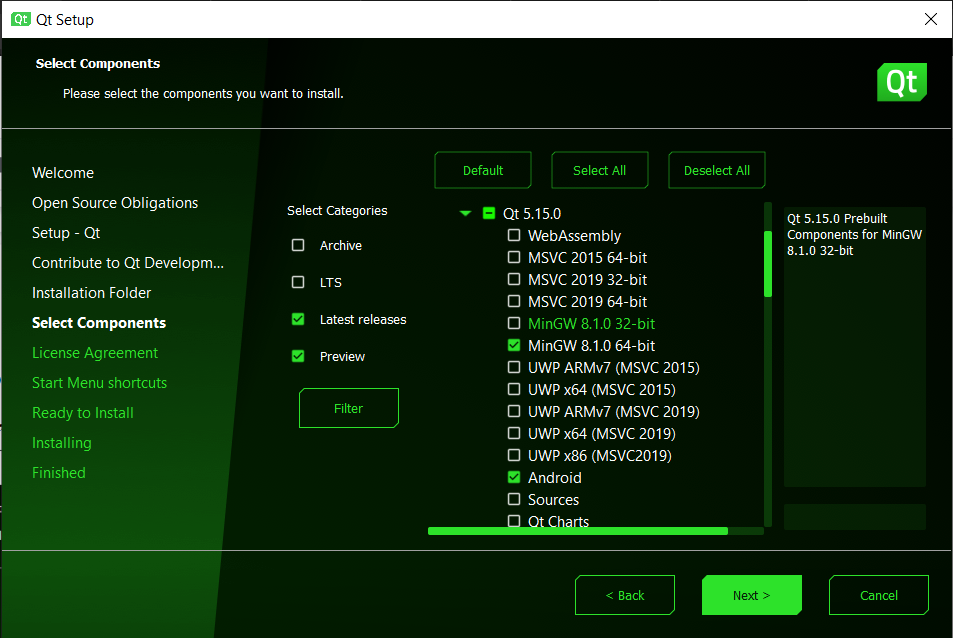 Qt Qt Setup
Select Components
Please select the components you want to install.
Qt
Welcome
Open Source Obligations
Setup - Qt
Contribute to Qt Developm...
Installation Folder
Select Components
License Agreement
Start Menu shortcuts
Ready to Install
Installing
Finished
Select Categories
Archive
LTS
Latest releases
Preview
Filter
Default
Select All
Deselect All
Qt 5.15.0
WebAssembly
MSVC 2015 64-bit
MSVC 2019 32-bit
MSVC 2019 64-bit
MinGW 8.1.0 32-bit
MinGW 8.1.0 64-bit
UWP ARMv7 (MSVC 2015)
UWP x64 (MSVC 2015)
UWP ARMv7 (MSVC 2019)
UWP x64 (MSVC 2019)
UWP x86 (MSVC2019)
Android
Sources
Qt Charts
Qt 5.15.0 Prebuilt
Components for MinGW
8.1.0 32-bit
< Back
Next >
Cancel